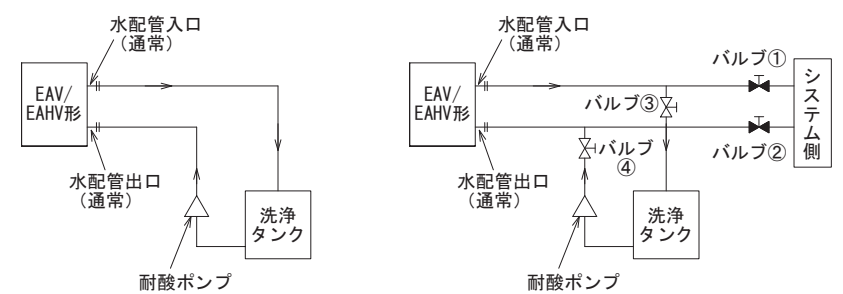 水配管入口
（通常）
EAV/
EAHV形
水配管出口
（通常）
洗浄
タンク
耐酸ポンプ
水配管入口
（通常）
バルブ①
EAV/
EAHV形
バルブ③
システム側
バルブ②
バルブ
④
水配管出口
（通常）
洗浄
タンク
耐酸ポンプ